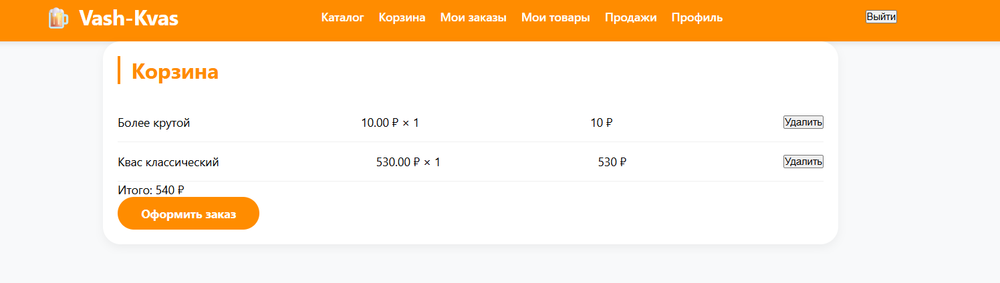 Vash-Kvas Каталог Корзина Мои заказы Мои товары Продажи Профиль Выйти
Корзина
Более крутой 10.00 ₽ × 1 10 ₽ Удалить
Квас классический 530.00 ₽ × 1 530 ₽ Удалить
Итого: 540 ₽
Оформить заказ